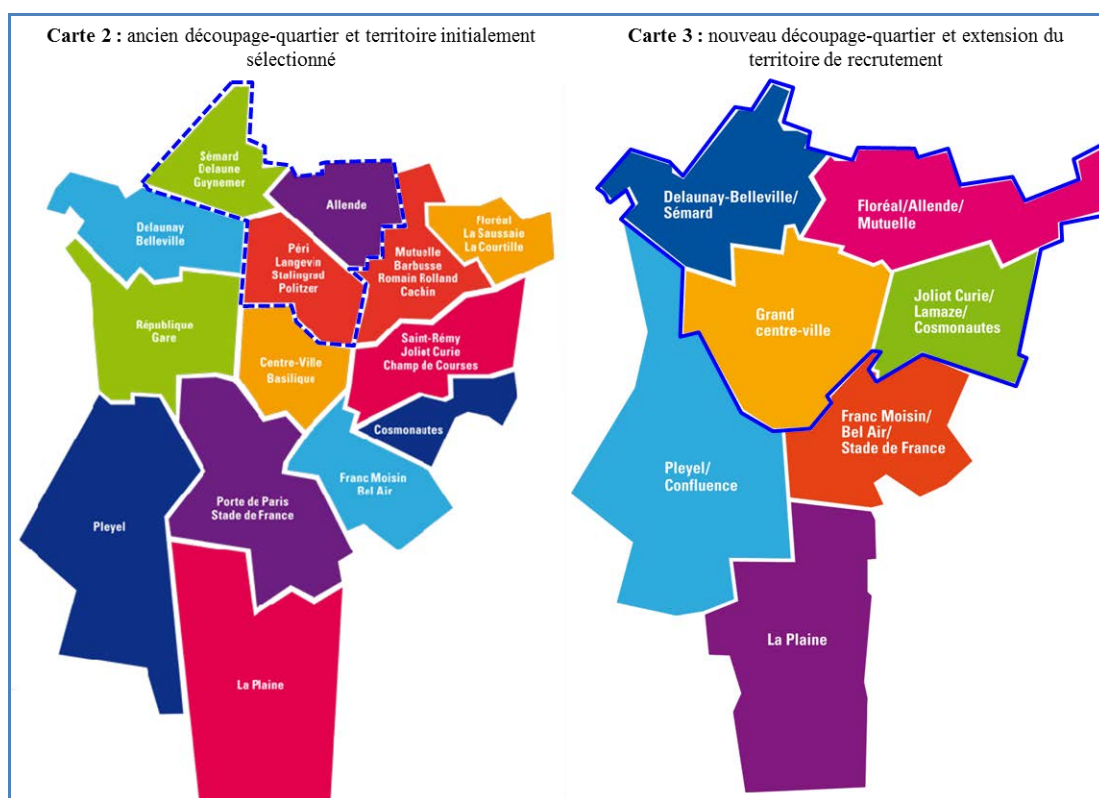 Carte 2 : ancien découpage-quartier et territoire initialement
sélectionné
Sémard
Delaune
Guynemer
Allende
Delaunay
Belleville
Floréal
La Saussaie
La Courtille
Péri
Langevin
Stalingrad
Politzer
Mutuelle
Barbusse
Romain Rolland
Cachin
République
Gare
Saint-Rémy
Joliot Curie
Champ de Courses
Centre-Ville
Basilique
Cosmonautes
Franc Moisin
Bel Air
Porte de Paris
Stade de France
Pleyel
La Plaine
Carte 3 : nouveau découpage-quartier et extension du
territoire de recrutement
Delaunay-Belleville/
Sémard
Floréal/Allende/
Mutuelle
Joliot Curie/
Lamaze/
Cosmonautes
Grand
centre-ville
Franc Moisin/
Bel Air/
Stade de France
Pleyel/
Confluence
La Plaine